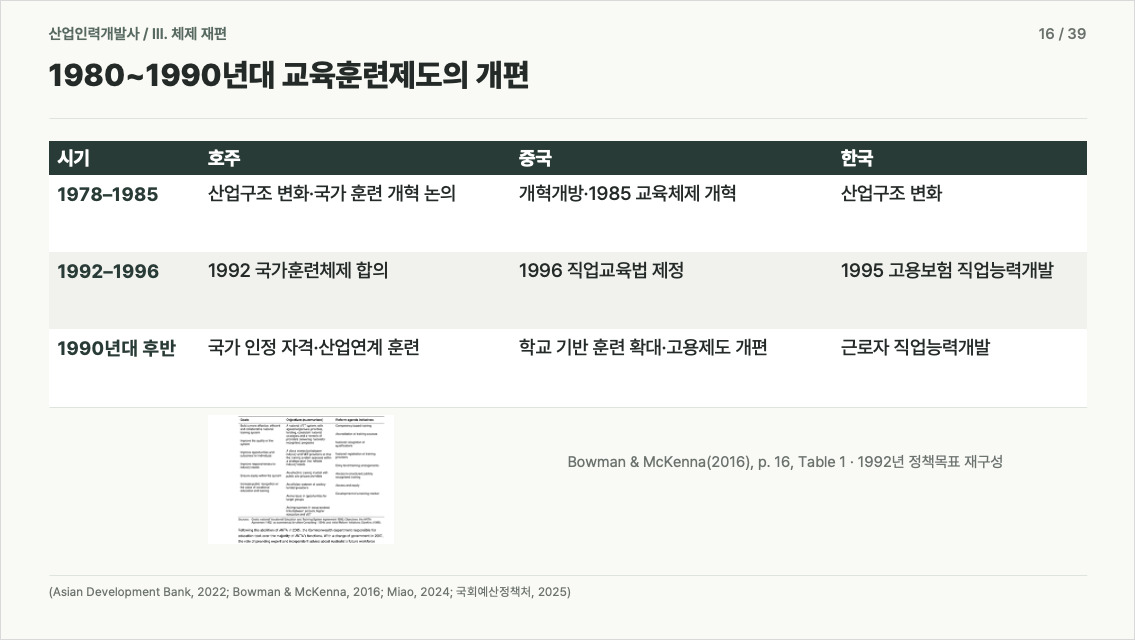 산업인력개발사 / III. 체제 재편
16 / 39
1980~1990년대 교육훈련제도의 개편
시기 호주 중국 한국
1978–1985 산업구조 변화·국가 훈련 개혁 논의 개혁개방·1985 교육체제 개혁 산업구조 변화
1992–1996 1992 국가훈련체제 합의 1996 직업교육법 제정 1995 고용보험 직업능력개발
1990년대 후반 국가 인정 자격·산업연계 훈련 학교 기반 훈련 확대·고용제도 개편 근로자 직업능력개발
Bowman & McKenna(2016), p. 16, Table 1 · 1992년 정책목표 재구성
(Asian Development Bank, 2022; Bowman & McKenna, 2016; Miao, 2024; 국회예산정책처, 2025)